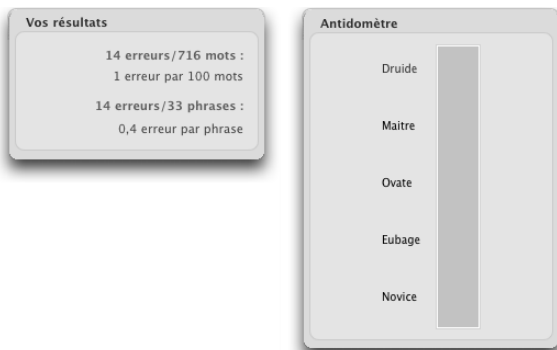 Vos résultats
14 erreurs/716 mots :
1 erreur par 100 mots
14 erreurs/33 phrases :
0,4 erreur par phrase
Antidomètre
Druide
Maitre
Ovate
Eubage
Novice